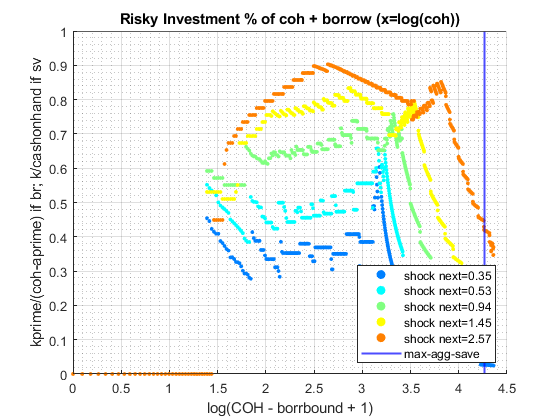 Risky Investment % of coh + borrow (x=log(coh))
kprime/(coh-aprime) if br; k/cashonhand if sv
1
0.9
0.8
0.7
0.6
0.5
0.4
0.3
0.2
0.1
0
0 0.5 1 1.5 2 2.5 3 3.5 4 4.5
log(COH - borrbound + 1)
shock next=0.35
shock next=0.53
shock next=0.94
shock next=1.45
shock next=2.57
max-agg-save